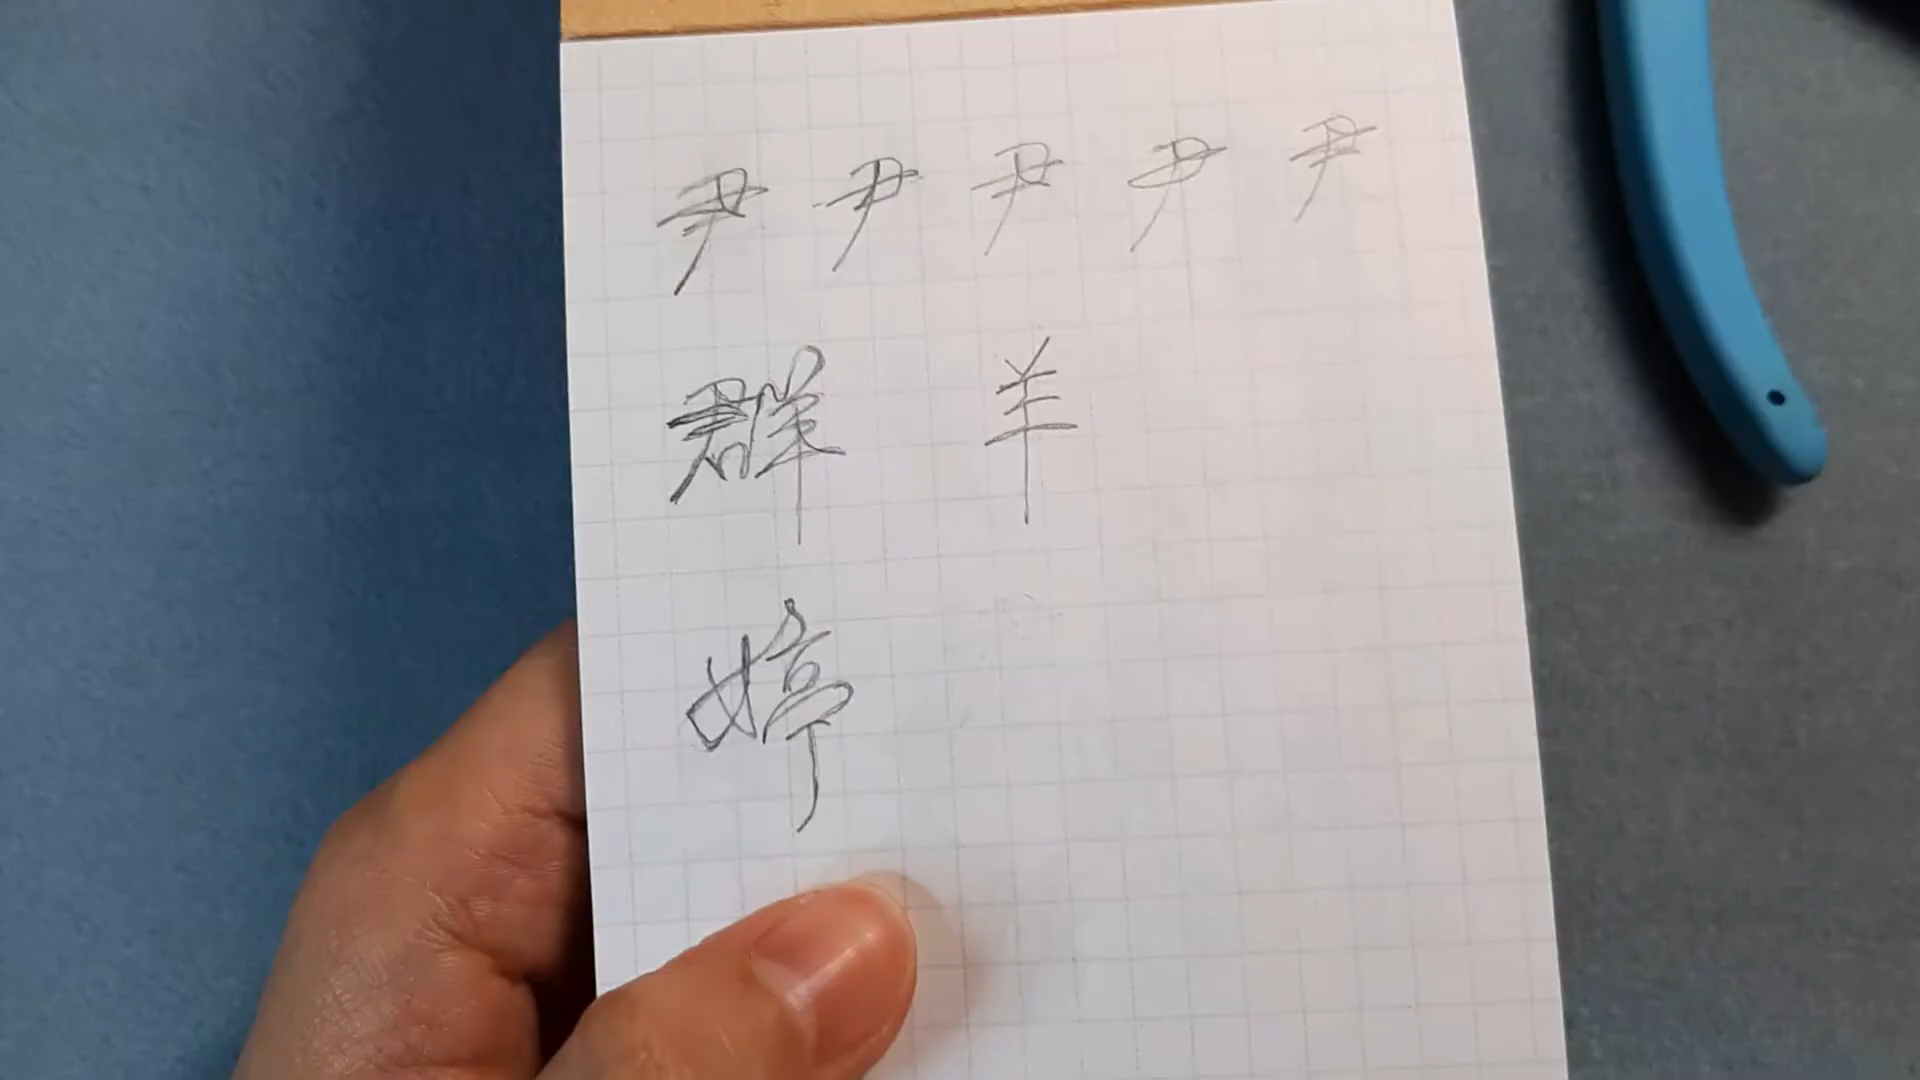 尹 尹 尹 尹 尹
群 羊
婷